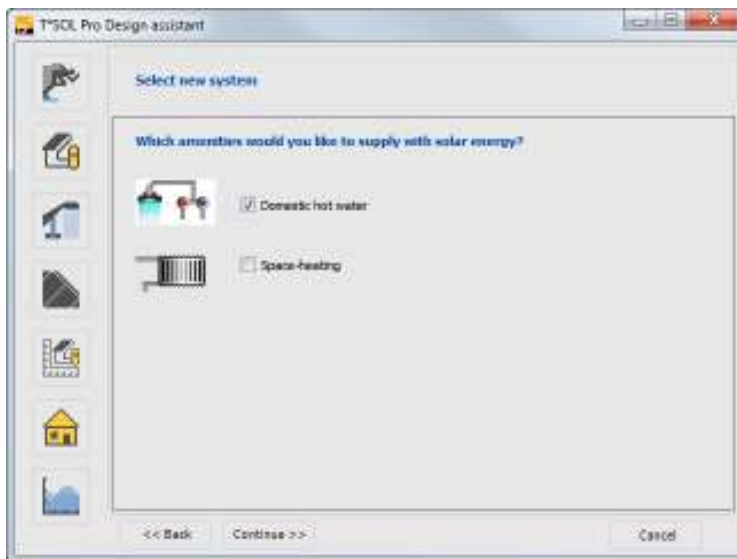 T*SOL Pro Design assistant
Select new system
Which amenities would you like to supply with solar energy?
Domestic hot water
Space-heating
<< Back
Continue >>
Cancel